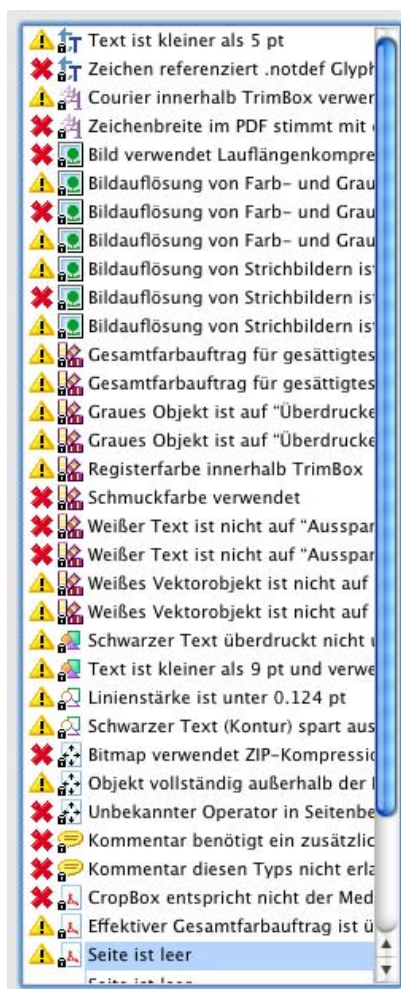 Text ist kleiner als 5 pt
Zeichen referenziert .notdef Glyph
Courier innerhalb TrimBox verwer
Zeichenbreite im PDF stimmt mit
Bild verwendet Lauflängenkompre
Bildauflösung von Farb- und Grau
Bildauflösung von Farb- und Grau
Bildauflösung von Farb- und Grau
Bildauflösung von Strichbildern ist
Bildauflösung von Strichbildern ist
Bildauflösung von Strichbildern ist
Gesamtfarbauftrag für gesättigtes
Gesamtfarbauftrag für gesättigtes
Graues Objekt ist auf "Überdrucke
Graues Objekt ist auf "Überdrucke
Registerfarbe innerhalb TrimBox
Schmuckfarbe verwendet
Weißer Text ist nicht auf "Ausspar
Weißer Text ist nicht auf "Ausspar
Weißes Vektorobjekt ist nicht auf
Weißes Vektorobjekt ist nicht auf
Schwarzer Text überdruckt nicht
Text ist kleiner als 9 pt und verwe
Linienstärke ist unter 0.124 pt
Schwarzer Text (Kontur) spart aus
Bitmap verwendet ZIP-Kompressio
Objekt vollständig außerhalb der
Unbekannter Operator in Seitenbe
Kommentar benötigt ein zusätzlic
Kommentar diesen Typs nicht erla
CropBox entspricht nicht der Med
Effektiver Gesamtfarbauftrag ist ü
Seite ist leer
Seite ist leer